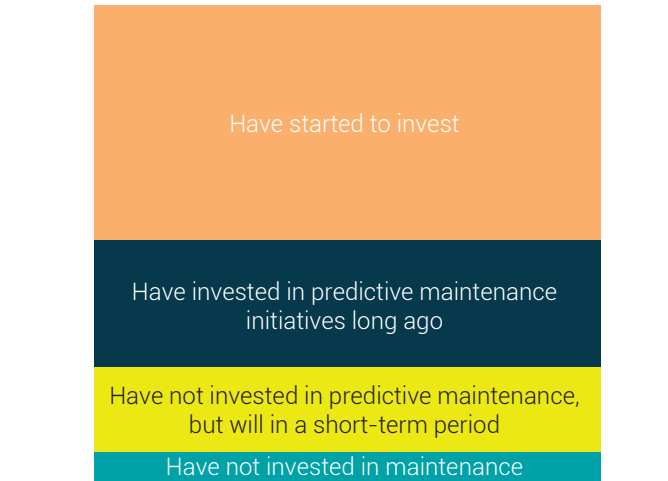 Have started to invest
Have invested in predictive maintenance
initiatives long ago
Have not invested in predictive maintenance,
but will in a short-term period
Have not invested in maintenance